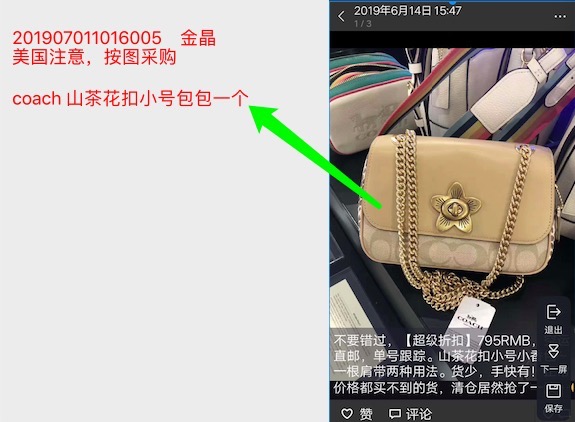 201907011016005 金晶
美国注意，按图采购
coach 山茶花扣小号包包一个
2019年6月14日 15:47
1 / 3
COACH
不要错过，【超级折扣】795RMB，
直邮，单号跟踪。山茶花扣小号小香
一根肩带两种用法。货少，手快有！
价格都买不到的货，清仓居然抢了一
退出
下一屏
保存
赞
评论